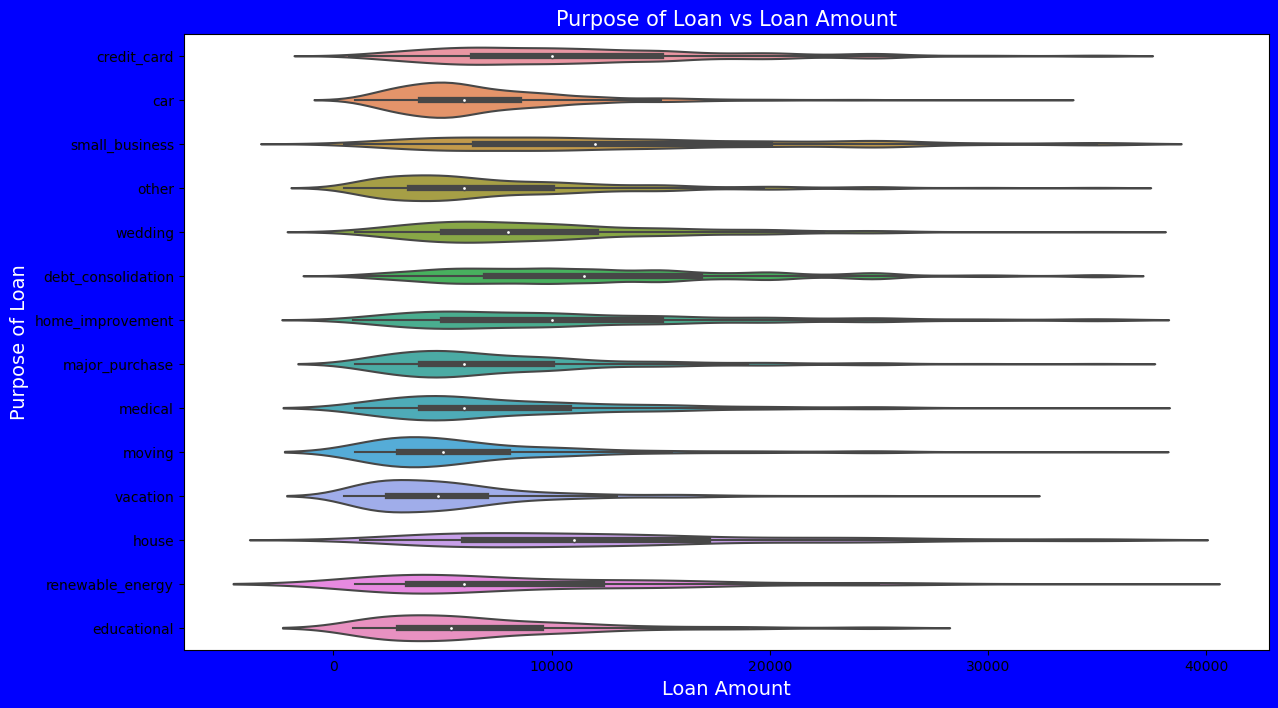 Purpose of Loan vs Loan Amount
Purpose of Loan
credit_card
car
small_business
other
wedding
debt_consolidation
home_improvement
major_purchase
medical
moving
vacation
house
renewable_energy
educational
0 10000 20000 30000 40000
Loan Amount